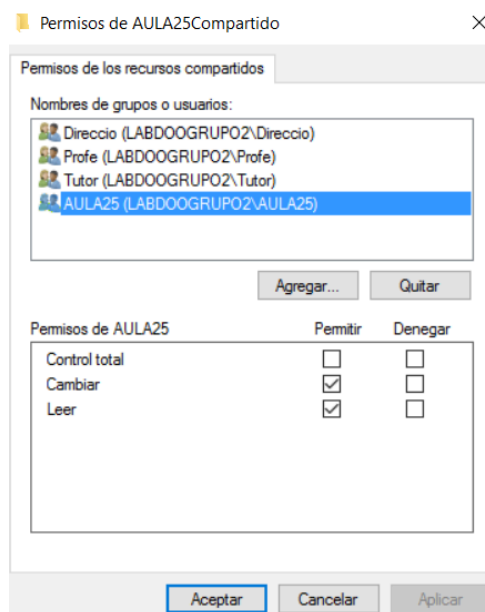 Permisos de AULA25Compartido
Permisos de los recursos compartidos
Nombres de grupos o usuarios:
Direccio (LABDOOGRUPO2\Direccio)
Profe (LABDOOGRUPO2\Profe)
Tutor (LABDOOGRUPO2\Tutor)
AULA25 (LABDOOGRUPO2\AULA25)
Agregar... Quitar
Permisos de AULA25 Permitir Denegar
Control total
Cambiar
Leer
Aceptar Cancelar Aplicar